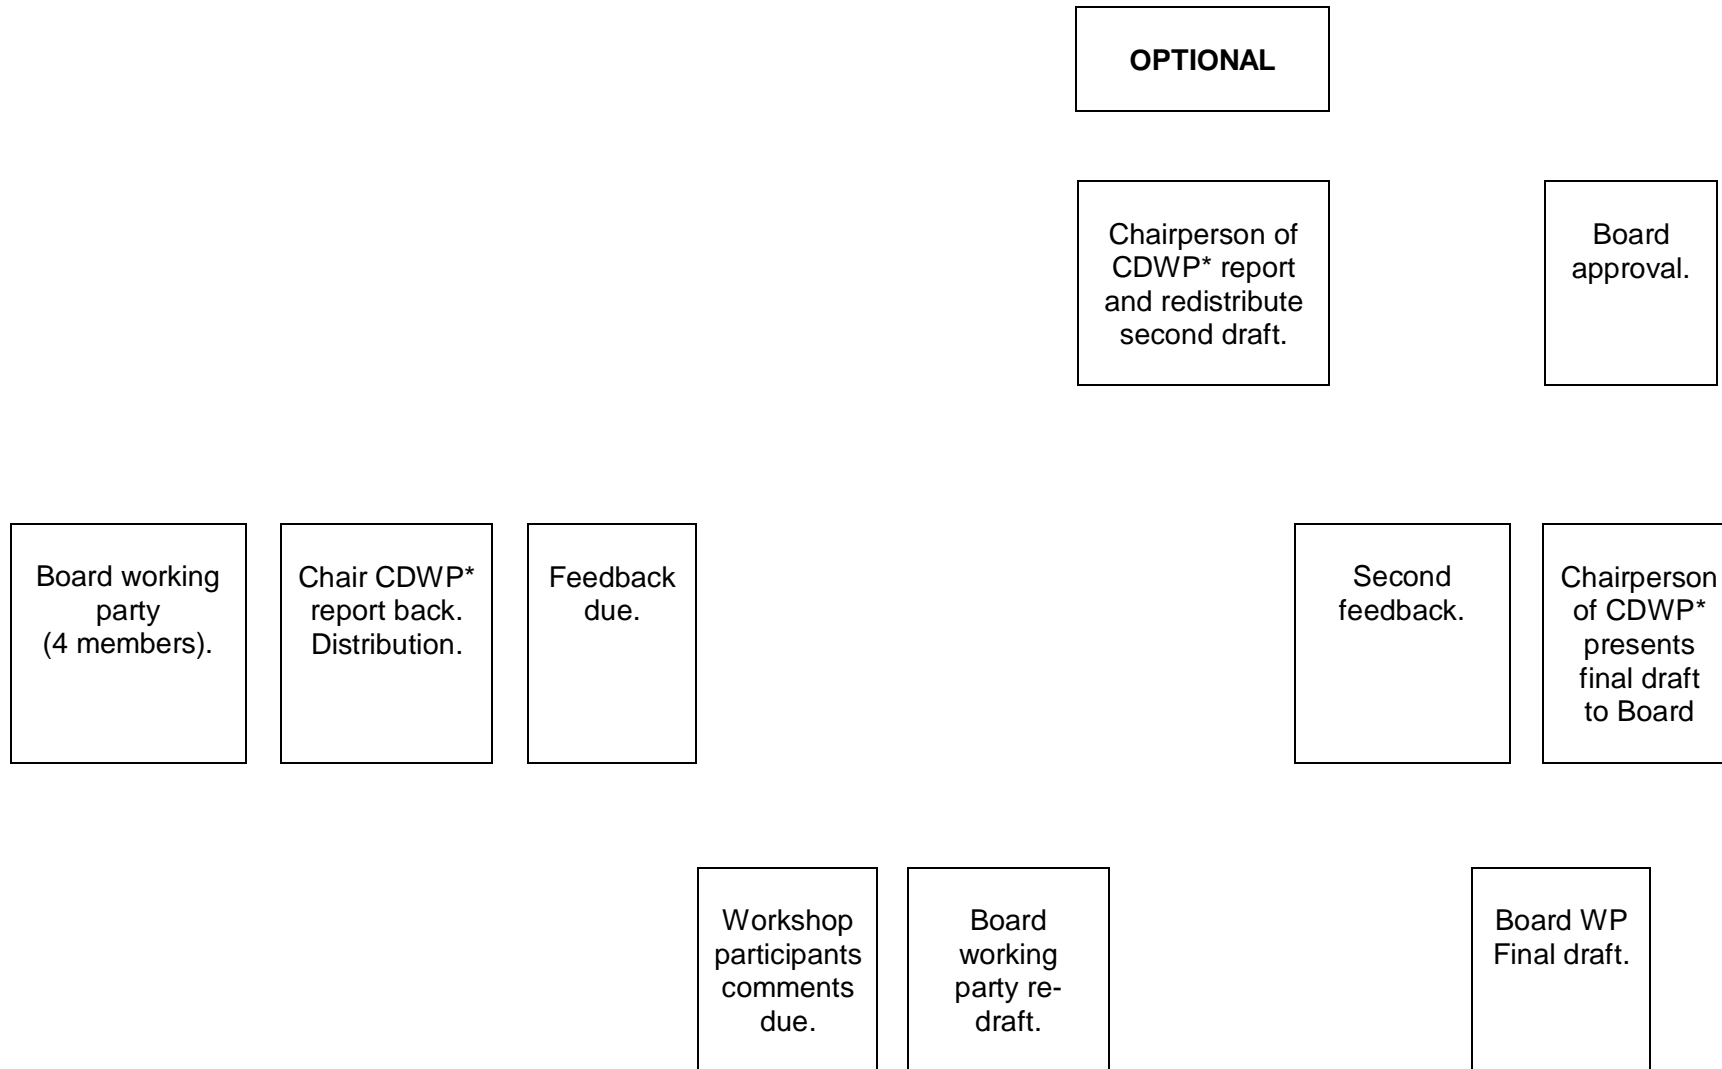 OPTIONAL
Chairperson of
CDWP* report
and redistribute
second draft.
Board
approval.
Board working
party
(4 members).
Chair CDWP*
report back.
Distribution.
Feedback
due.
Second
feedback.
Chairperson
of CDWP*
presents
final draft
to Board
Workshop
participants
comments
due.
Board
working
party re-
draft.
Board WP
Final draft.